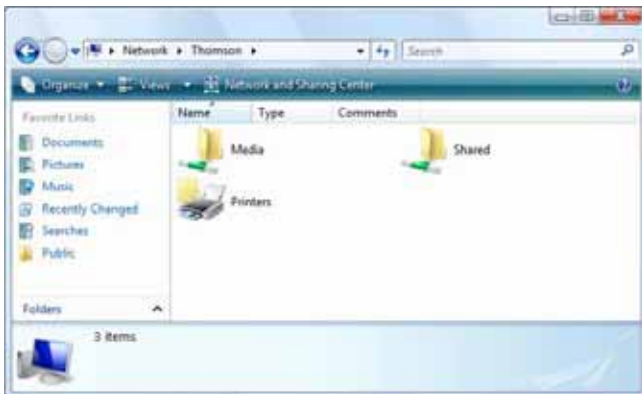 Network ▸ Thomson ▸ Search
Organize Views Network and Sharing Center
Favorite Links
Name Type Comments
Documents
Pictures
Music
Recently Changed
Searches
Public
Media Shared
Printers
Folders
3 items